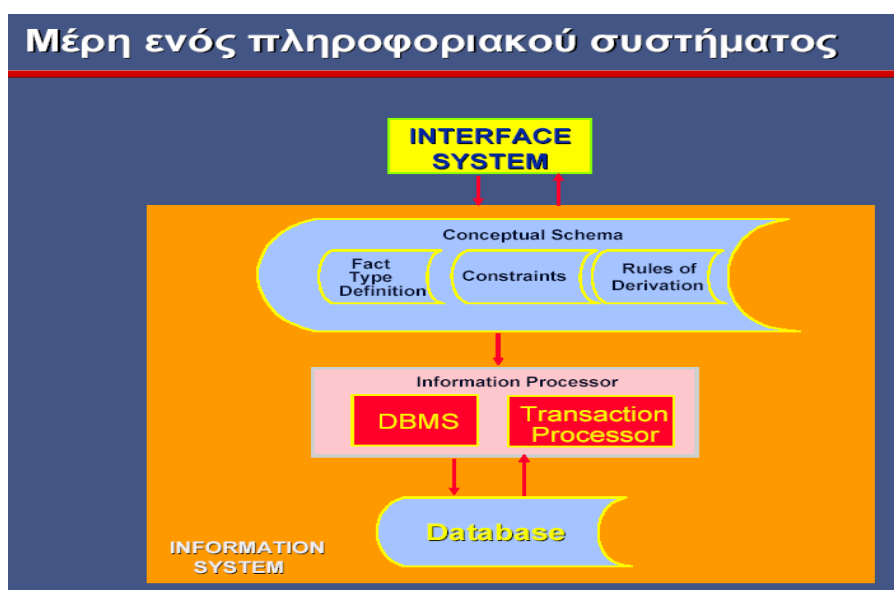 Μέρη ενός πληροφοριακού συστήματος
INTERFACE
SYSTEM
Conceptual Schema
Fact
Type
Definition
Constraints
Rules of
Derivation
Information Processor
DBMS
Transaction
Processor
Database
INFORMATION
SYSTEM